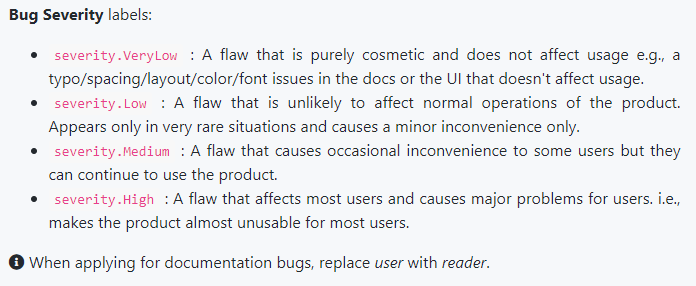 Bug Severity labels:
severity.VeryLow : A flaw that is purely cosmetic and does not affect usage e.g., a
typo/spacing/layout/color/font issues in the docs or the UI that doesn't affect usage.
severity.Low : A flaw that is unlikely to affect normal operations of the product.
Appears only in very rare situations and causes a minor inconvenience only.
severity.Medium : A flaw that causes occasional inconvenience to some users but they
can continue to use the product.
severity.High : A flaw that affects most users and causes major problems for users. i.e.,
makes the product almost unusable for most users.
When applying for documentation bugs, replace user with reader.